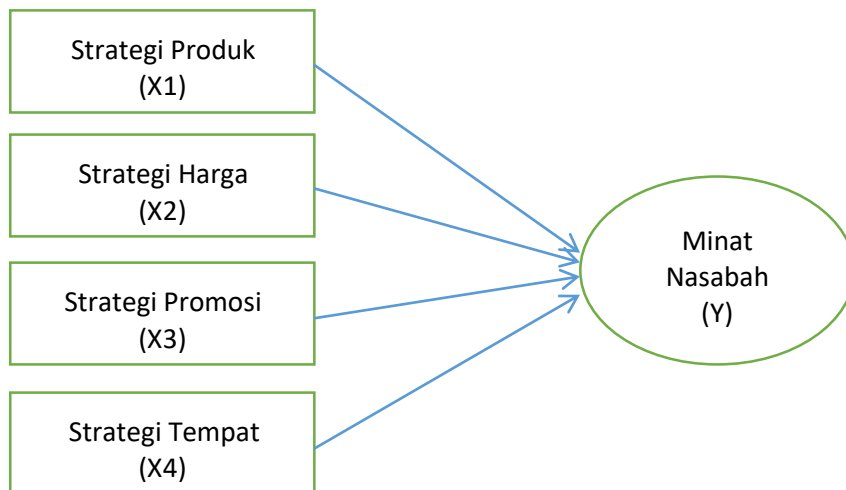 Strategi Produk
(X1)
Strategi Harga
(X2)
Strategi Promosi
(X3)
Strategi Tempat
(X4)
Minat
Nasabah
(Y)